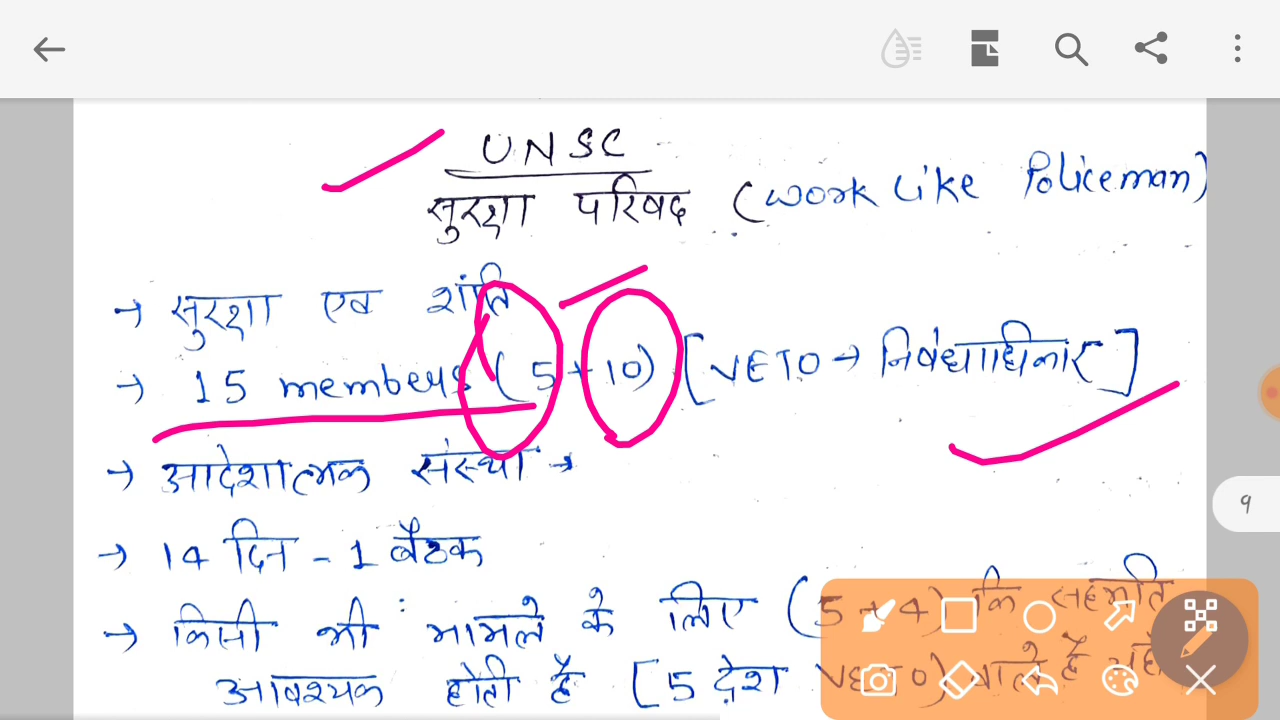 UNSC
सुरक्षा परिषद (Work Like Policeman)
→ सुरक्षा एवं शांति
→ 15 members (5+10) [VETO → निषेधाधिकार]
→ आदेशात्मक संस्था →
→ 14 दिन - 1 बैठक
→ किसी भी मामले के लिए (5+4) कि सहमति
आवश्यक होती है [5 देश VETO) वाले है
9